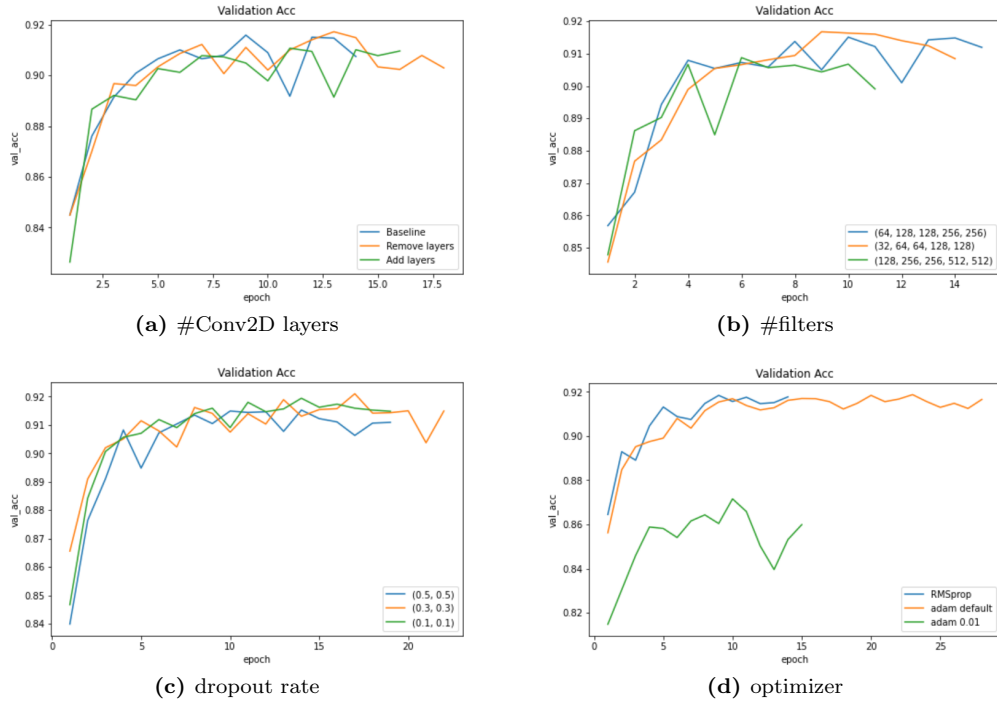 Validation Acc
0.92
0.90
0.88
0.86
0.84
val_acc
2.5 5.0 7.5 10.0 12.5 15.0 17.5
epoch
Baseline
Remove layers
Add layers
(a) #Conv2D layers
Validation Acc
0.92
0.91
0.90
0.89
0.88
0.87
0.86
0.85
val_acc
2 4 6 8 10 12 14
epoch
(64, 128, 128, 256, 256)
(32, 64, 64, 128, 128)
(128, 256, 256, 512, 512)
(b) #filters
Validation Acc
0.92
0.91
0.90
0.89
0.88
0.87
0.86
0.85
0.84
val_acc
0 5 10 15 20
epoch
(0.5, 0.5)
(0.3, 0.3)
(0.1, 0.1)
(c) dropout rate
Validation Acc
0.92
0.90
0.88
0.86
0.84
0.82
val_acc
0 5 10 15 20 25
epoch
RMSprop
adam default
adam 0.01
(d) optimizer